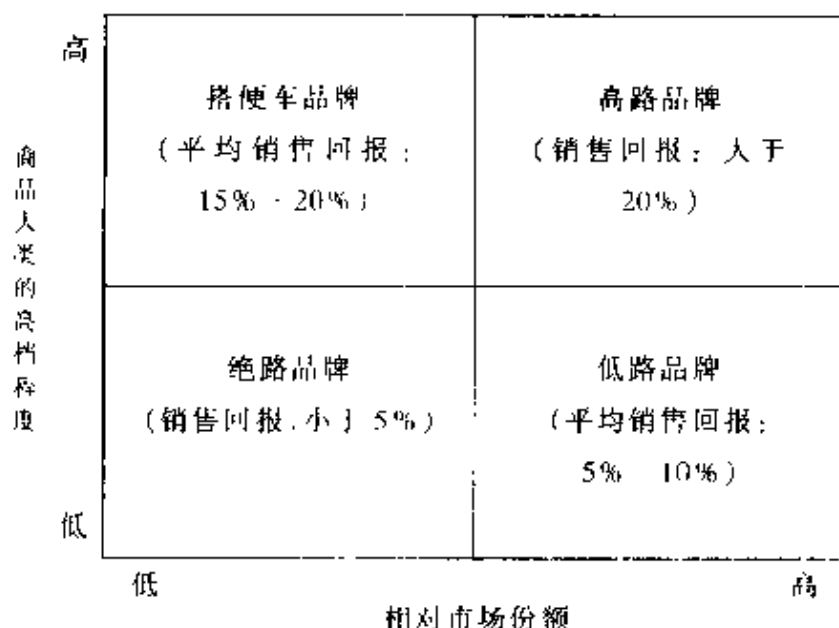 高
搭便车品牌
(平均销售回报:
15% - 20%)
高路品牌
(销售回报: 大于
20%)
商品大类的高档程度
绝路品牌
(销售回报:小于 5%)
低路品牌
(平均销售回报:
5% 10%)
低
低
高
相对市场份额